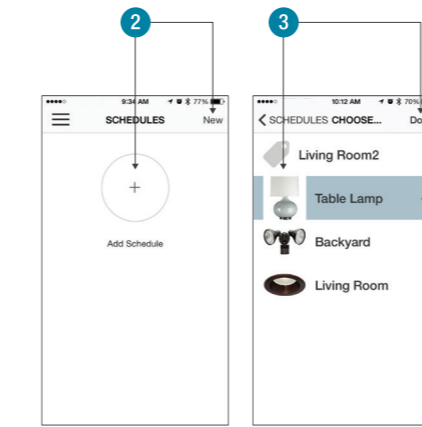 2
3
9:34 AM 77%
SCHEDULES New
+
Add Schedule
10:12 AM 70%
SCHEDULES CHOOSE... Do
Living Room2
Table Lamp
Backyard
Living Room